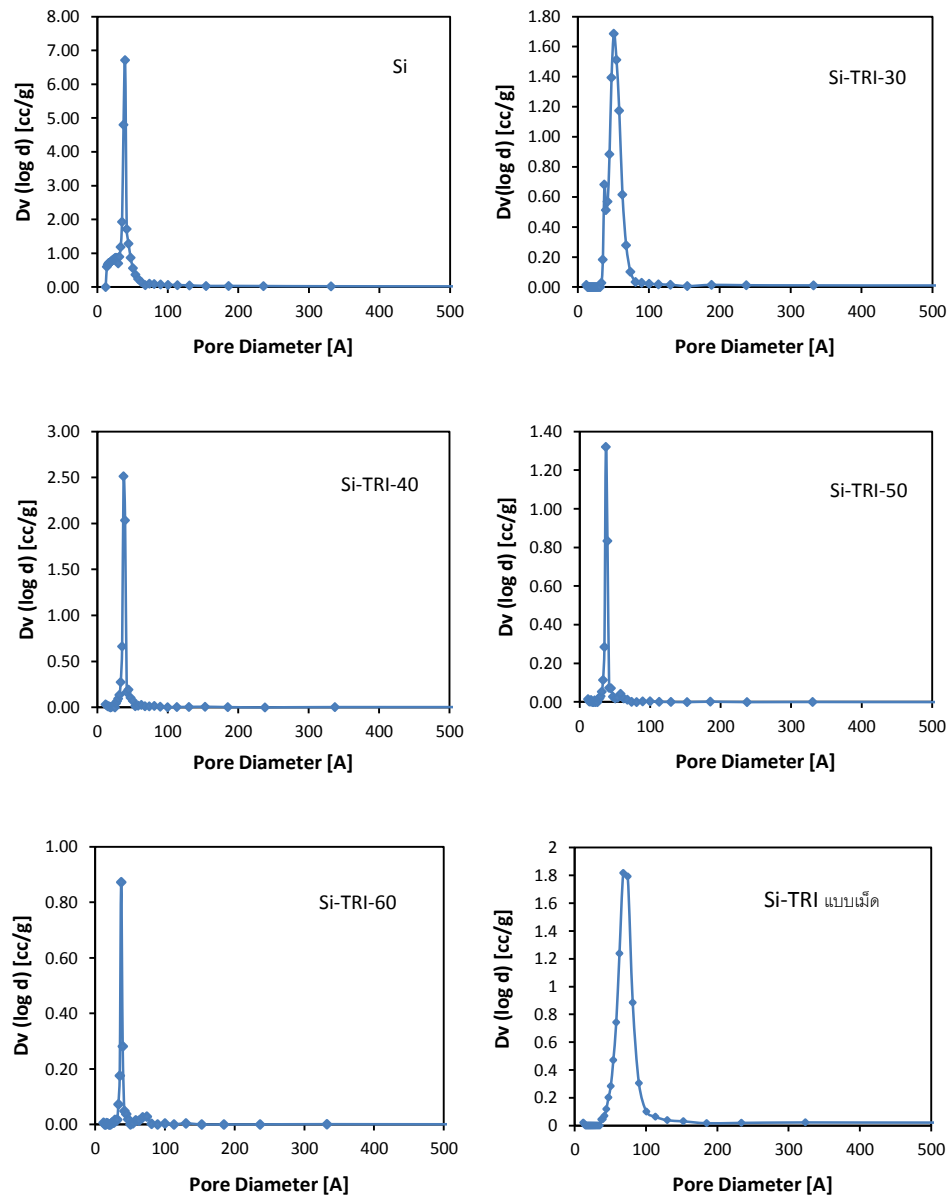 Si
Dv (log d) [cc/g]
8.00
7.00
6.00
5.00
4.00
3.00
2.00
1.00
0.00
0 100 200 300 400 500
Pore Diameter [A]
Si-TRI-30
Dv(log d) [cc/g]
1.80
1.60
1.40
1.20
1.00
0.80
0.60
0.40
0.20
0.00
0 100 200 300 400 500
Pore Diameter [A]
Si-TRI-40
Dv (log d) [cc/g]
3.00
2.50
2.00
1.50
1.00
0.50
0.00
0 100 200 300 400 500
Pore Diameter [A]
Si-TRI-50
Dv (log d) [cc/g]
1.40
1.20
1.00
0.80
0.60
0.40
0.20
0.00
0 100 200 300 400 500
Pore Diameter [A]
Si-TRI-60
Dv (log d) [cc/g]
1.00
0.80
0.60
0.40
0.20
0.00
0 100 200 300 400 500
Pore Diameter [A]
Si-TRI แบบเม็ด
Dv (log d) [cc/g]
2
1.8
1.6
1.4
1.2
1
0.8
0.6
0.4
0.2
0
0 100 200 300 400 500
Pore Diameter [A]